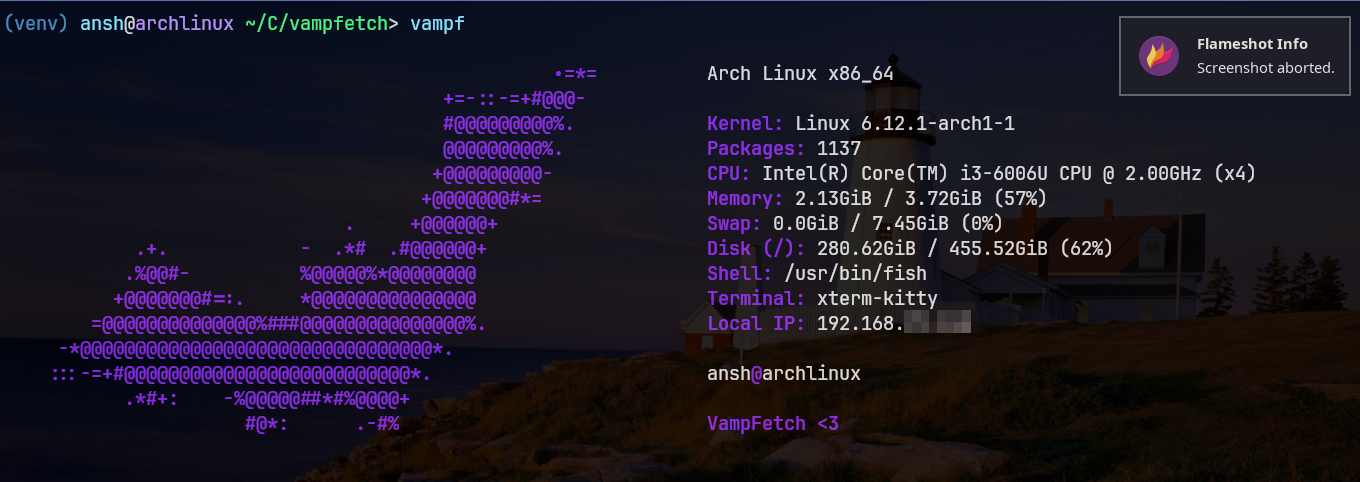 (venv) ansh@archlinux ~/C/vampfetch> vampf
Flameshot Info
Screenshot aborted.
•=*=
+=-::-=+#@@@-
#@@@@@@@@@%.
@@@@@@@@@%.
+@@@@@@@@@-
+@@@@@@@#*=
. +@@@@@@+
.+. - .*# .#@@@@@@+
.%@@#- %@@@@@%*@@@@@@@@
+@@@@@@@#=:. *@@@@@@@@@@@@@@@
=@@@@@@@@@@@@@@%###@@@@@@@@@@@@@@@%.
-*@@@@@@@@@@@@@@@@@@@@@@@@@@@@@@@@*.
:::-=+#@@@@@@@@@@@@@@@@@@@@@@@@@@*.
.*#+: -%@@@@@##*#%@@@@+
#@*: .-#%
Arch Linux x86_64
Kernel: Linux 6.12.1-arch1-1
Packages: 1137
CPU: Intel(R) Core(TM) i3-6006U CPU @ 2.00GHz (x4)
Memory: 2.13GiB / 3.72GiB (57%)
Swap: 0.0GiB / 7.45GiB (0%)
Disk (/): 280.62GiB / 455.52GiB (62%)
Shell: /usr/bin/fish
Terminal: xterm-kitty
Local IP: 192.168.
ansh@archlinux
VampFetch <3